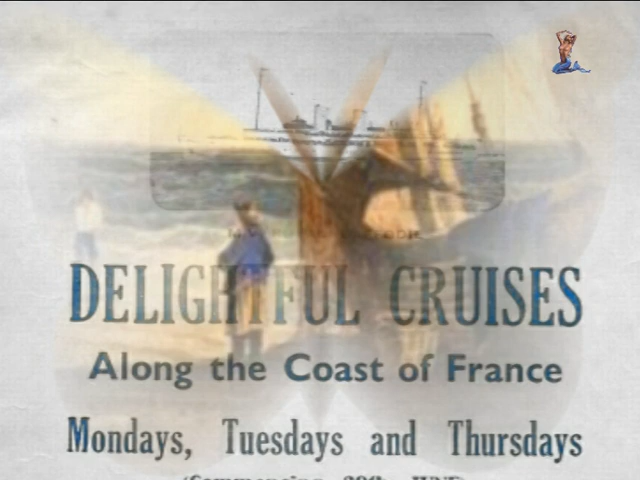 DELIGHTFUL CRUISES
Along the Coast of France
Mondays, Tuesdays and Thursdays